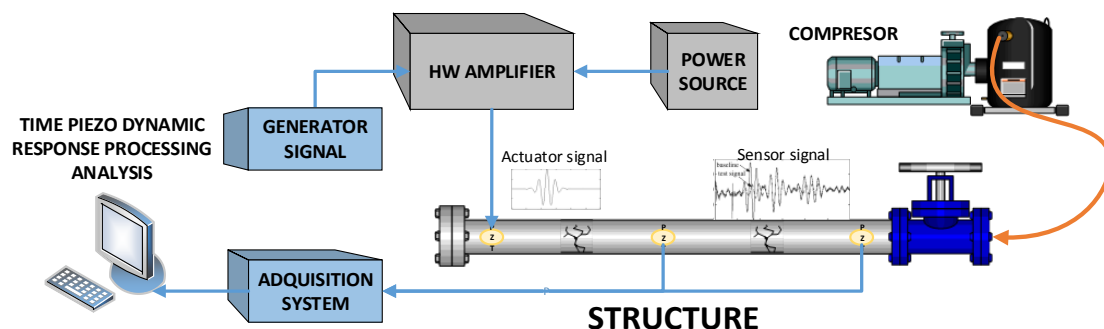 COMPRESOR
HW AMPLIFIER
POWER
SOURCE
GENERATOR
SIGNAL
TIME PIEZO DYNAMIC
RESPONSE PROCESSING
ANALYSIS
Actuator signal
Sensor signal
baseline
test signal
P
Z
T
P
Z
P
Z
ADQUISITION
SYSTEM
P
STRUCTURE